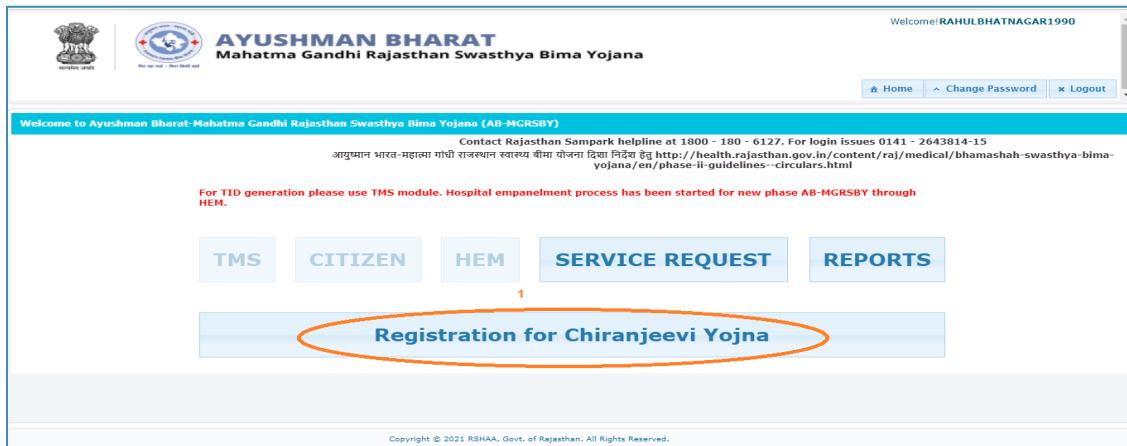 Welcome!RAHULBHATNAGAR1990
AYUSHMAN BHARAT
Mahatma Gandhi Rajasthan Swasthya Bima Yojana
Home
Change Password
Logout
Welcome to Ayushman Bharat-Mahatma Gandhi Rajasthan Swasthya Bima Yojana (AB-MGRSBY)
Contact Rajasthan Sampark helpline at 1800 - 180 - 6127. For login issues 0141 - 2643814-15
आयुष्मान भारत-महात्मा गांधी राजस्थान स्वास्थ्य बीमा योजना दिशा निर्देश हेतु http://health.rajasthan.gov.in/content/raj/medical/bhamashah-swasthya-bima-
yojana/en/phase-ii-guidelines--circulars.html
For TID generation please use TMS module. Hospital empanelment process has been started for new phase AB-MGRSBY through
HEM.
TMS
CITIZEN
HEM
SERVICE REQUEST
REPORTS
1
Registration for Chiranjeevi Yojna
Copyright © 2021 RSHAA, Govt. of Rajasthan. All Rights Reserved.